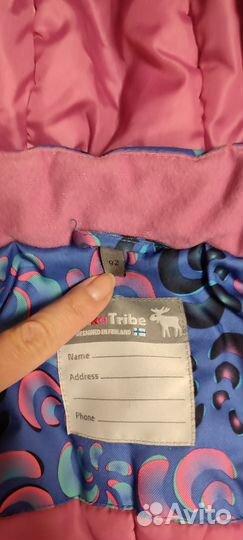 92
Tribe
DESIGNED IN FINLAND
Name
Address
Phone
Avito